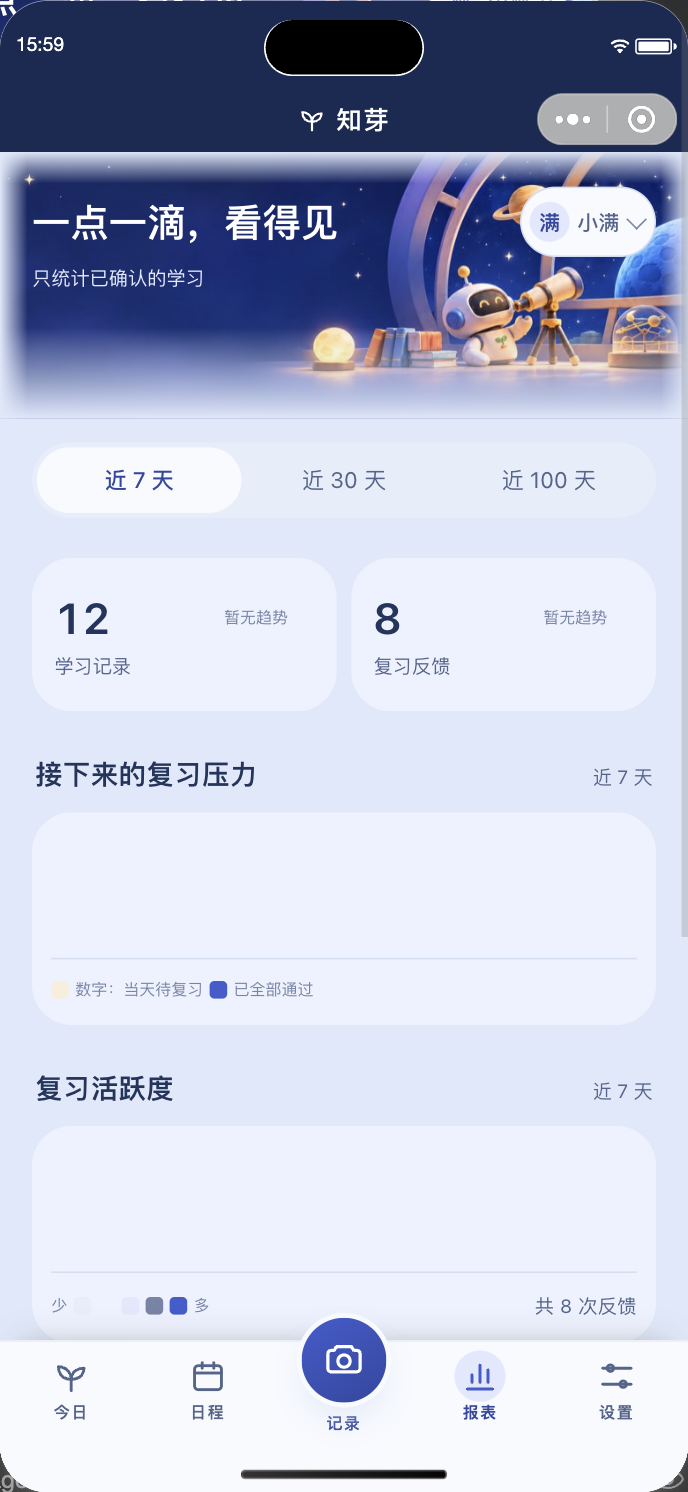 15:59
知芽
一点一滴，看得见
满 小满
只统计已确认的学习
近 7 天 近 30 天 近 100 天
12 暂无趋势
学习记录
8 暂无趋势
复习反馈
接下来的复习压力 近 7 天
数字：当天待复习 已全部通过
复习活跃度 近 7 天
少 多 共 8 次反馈
今日 日程 记录 报表 设置